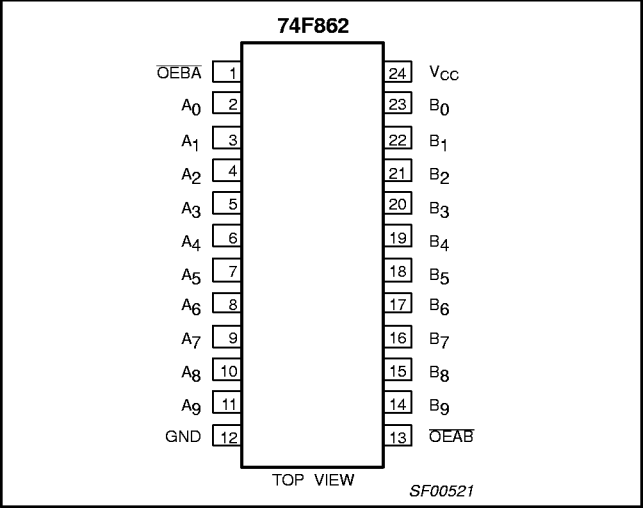 74F862
OEBA 1 24 VCC
A0 2 23 B0
A1 3 22 B1
A2 4 21 B2
A3 5 20 B3
A4 6 19 B4
A5 7 18 B5
A6 8 17 B6
A7 9 16 B7
A8 10 15 B8
A9 11 14 B9
GND 12 13 OEAB
TOP VIEW
SF00521